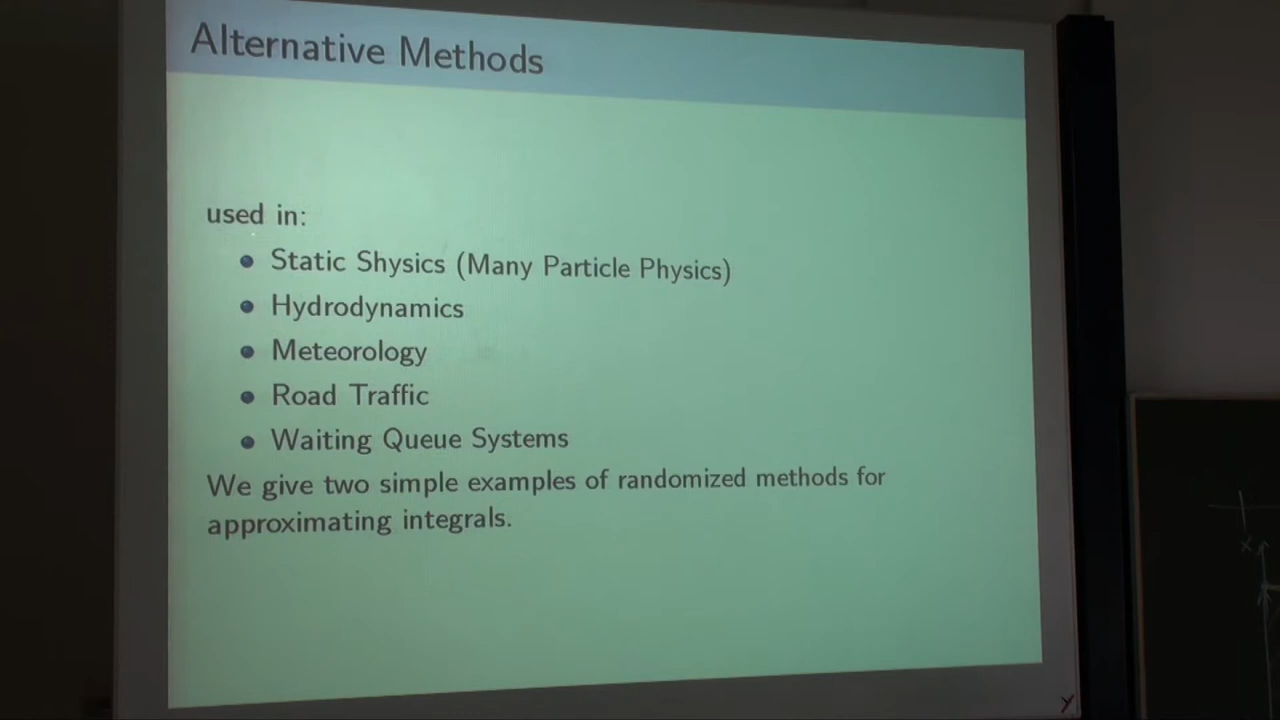 Alternative Methods
used in:
Static Shysics (Many Particle Physics)
Hydrodynamics
Meteorology
Road Traffic
Waiting Queue Systems
We give two simple examples of randomized methods for
approximating integrals.